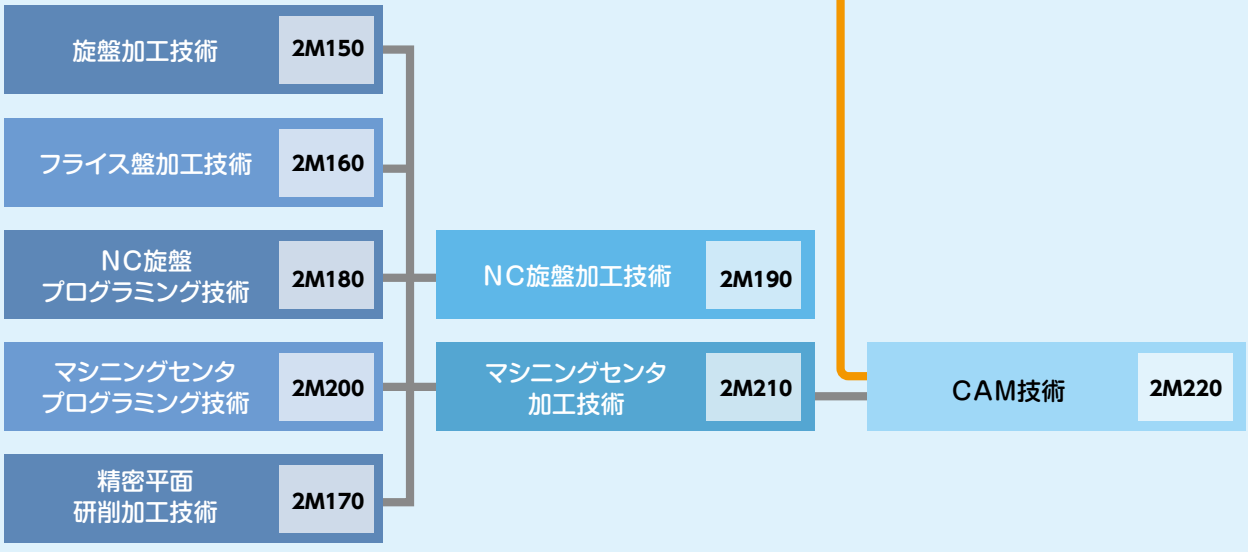 旋盤加工技術 2M150
フライス盤加工技術 2M160
NC旋盤
プログラミング技術 2M180
NC旋盤加工技術 2M190
マシニングセンタ
プログラミング技術 2M200
マシニングセンタ
加工技術 2M210
CAM技術 2M220
精密平面
研削加工技術 2M170